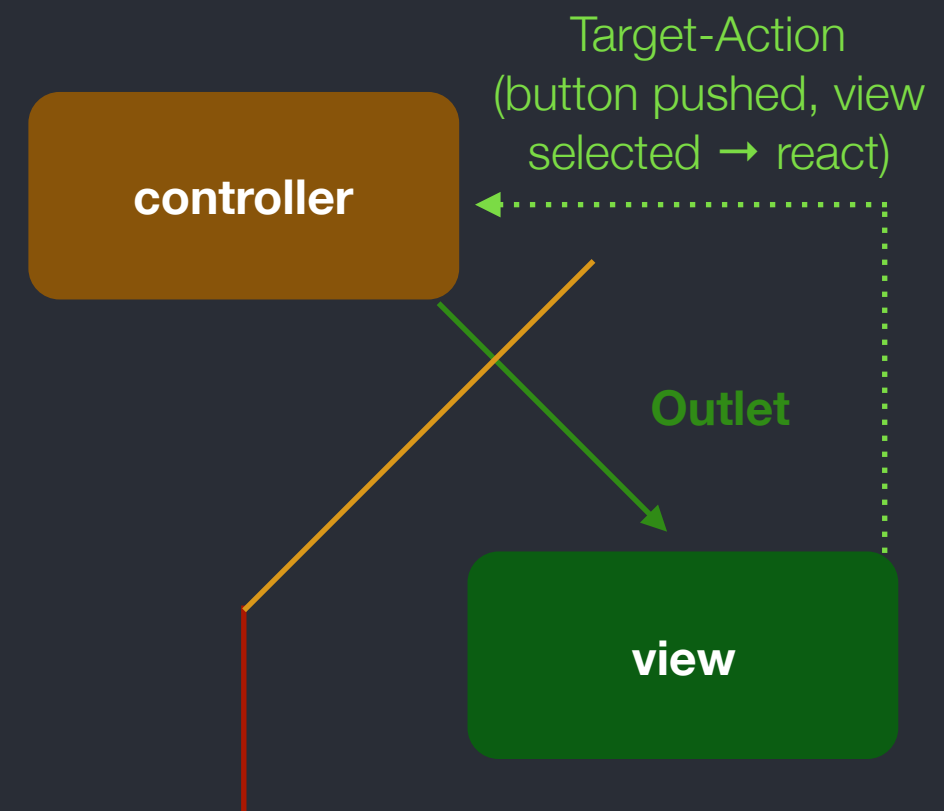 Target-Action
(button pushed, view
selected → react)
controller
Outlet
view